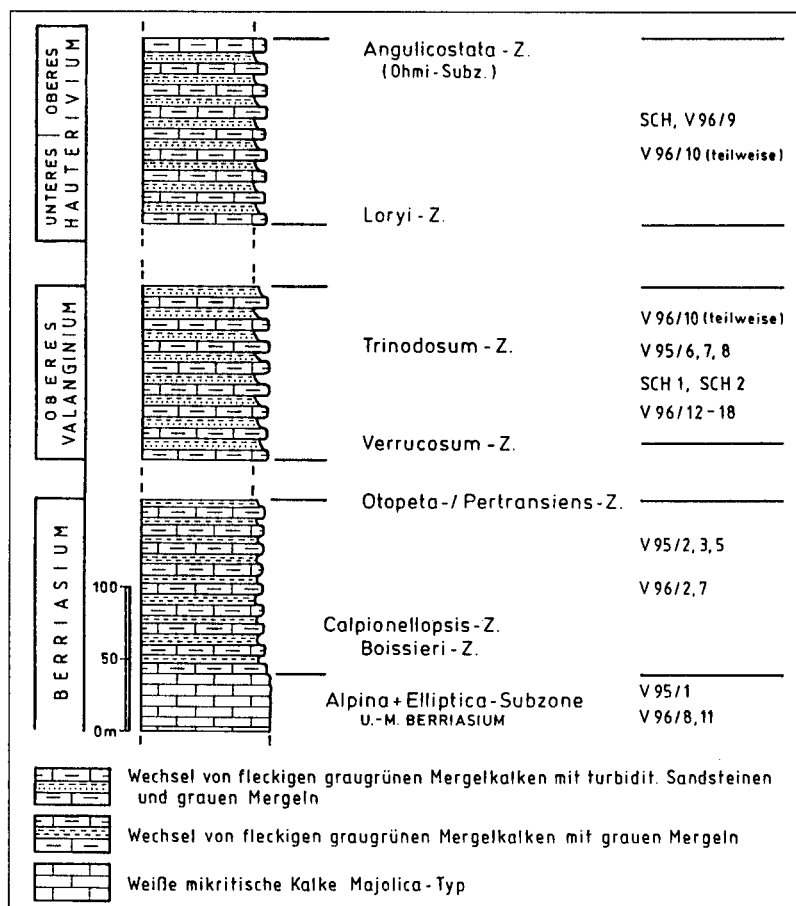 UNTERES | OBERES
HAUTERIVIUM
Angulicostata - Z.
(Ohmi - Subz.)
SCH, V 96/9
V 96/10 (teilweise)
Loryi - Z.
OBERES
VALANGINIUM
V 96/10 (teilweise)
Trinodosum - Z.
V 95/6, 7, 8
SCH 1, SCH 2
V 96/12 - 18
Verrucosum - Z.
BERRIASIUM
Otopeta - / Pertransiens - Z.
V 95/2, 3, 5
100
V 96/2, 7
Calpionellopsis - Z.
Boissieri - Z.
50
Alpina + Elliptica - Subzone
U.-M. BERRIASIUM
V 95/1
V 96/8, 11
0m
Wechsel von fleckigen graugrünen Mergelkalken mit turbidit. Sandsteinen
und grauen Mergeln
Wechsel von fleckigen graugrünen Mergelkalken mit grauen Mergeln
Weiße mikritische Kalke Majolica - Typ